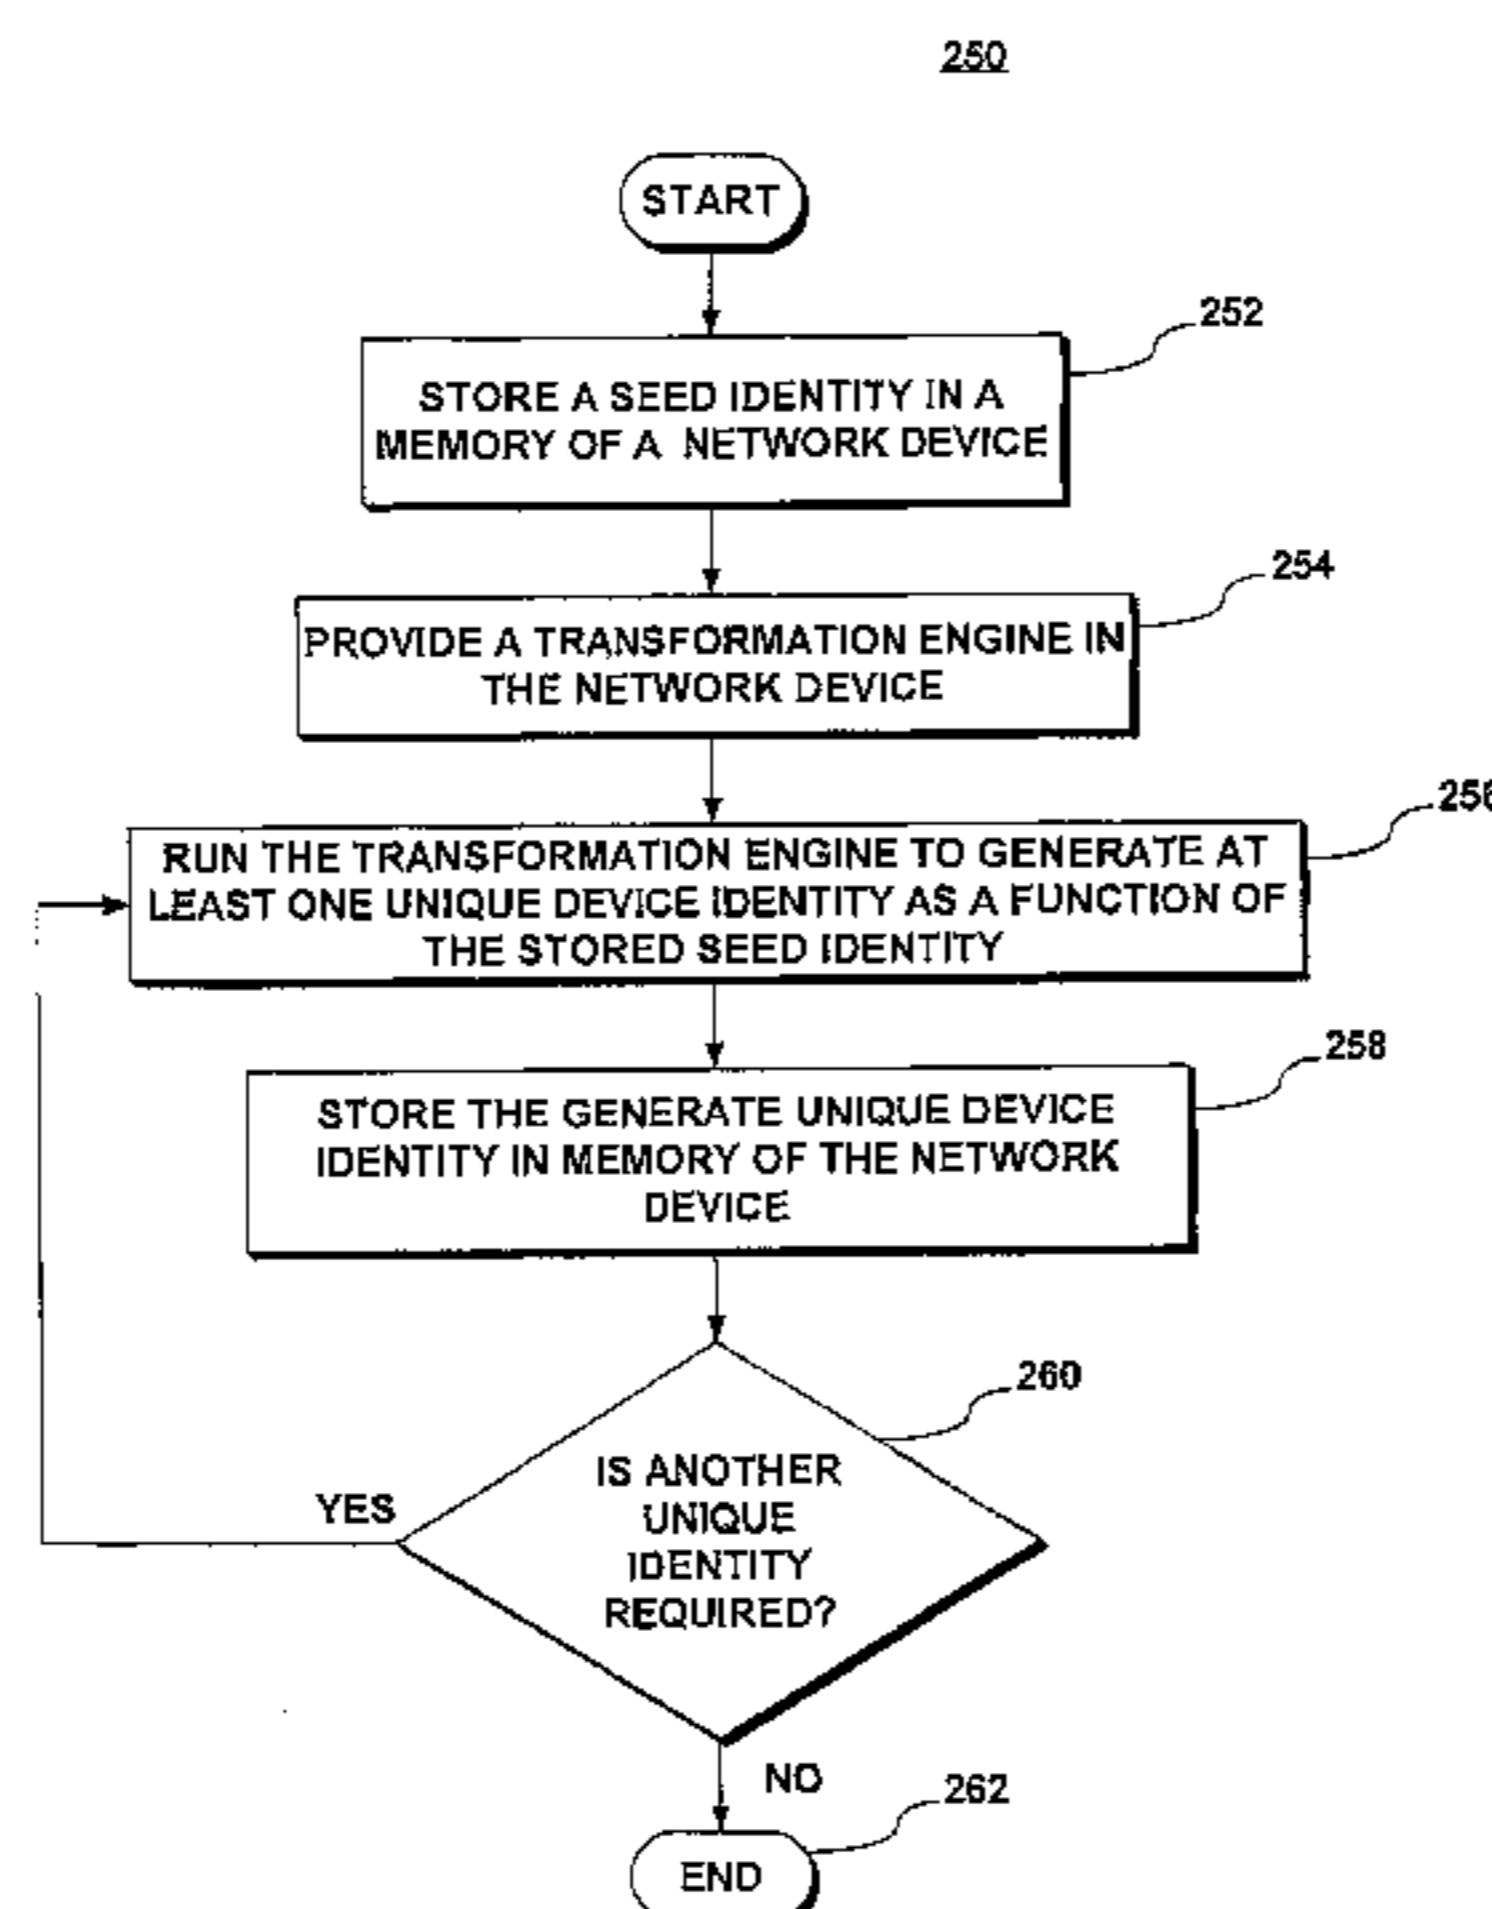 250
START
252
STORE A SEED IDENTITY IN A
MEMORY OF A NETWORK DEVICE
254
PROVIDE A TRANSFORMATION ENGINE IN
THE NETWORK DEVICE
256
RUN THE TRANSFORMATION ENGINE TO GENERATE AT
LEAST ONE UNIQUE DEVICE IDENTITY AS A FUNCTION OF
THE STORED SEED IDENTITY
258
STORE THE GENERATE UNIQUE DEVICE
IDENTITY IN MEMORY OF THE NETWORK
DEVICE
260
IS ANOTHER
UNIQUE
IDENTITY
REQUIRED?
YES
NO
262
END